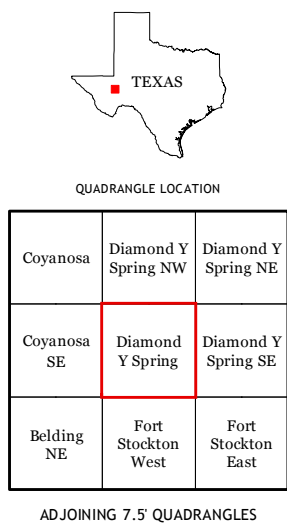 TEXAS
QUADRANGLE LOCATION
Coyanosa
Diamond Y
Spring NW
Diamond Y
Spring NE
Coyanosa
SE
Diamond
Y Spring
Diamond Y
Spring SE
Belding
NE
Fort
Stockton
West
Fort
Stockton
East
ADJOINING 7.5' QUADRANGLES